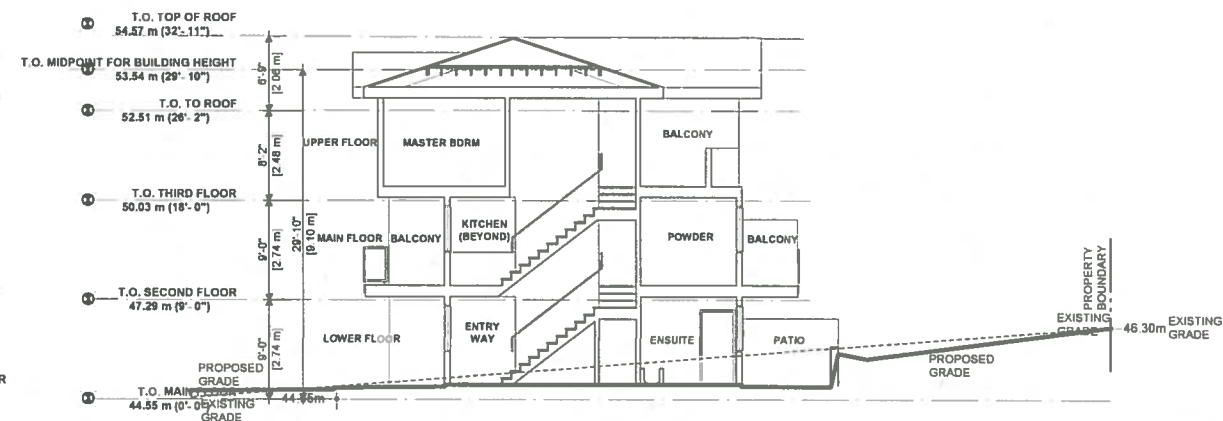 T.O. TOP OF ROOF
54.57 m (32'- 11")
T.O. MIDPOINT FOR BUILDING HEIGHT
53.54 m (29'- 10")
6'-9"
[2.06 m]
T.O. TO ROOF
52.51 m (26'- 2")
UPPER FLOOR
MASTER BDRM
BALCONY
8'-2"
[2.48 m]
T.O. THIRD FLOOR
50.03 m (18'- 0")
29'-10"
[9.10 m]
9'-0"
[2.74 m]
MAIN FLOOR
BALCONY
KITCHEN
(BEYOND)
POWDER
BALCONY
T.O. SECOND FLOOR
47.29 m (9'- 0")
9'-0"
[2.74 m]
LOWER FLOOR
ENTRY
WAY
ENSUITE
PATIO
PROPERTY
BOUNDARY
EXISTING
GRADE
46.30m
EXISTING
GRADE
PROPOSED
GRADE
PROPOSED
GRADE
T.O. MAIN
44.55 m (0'- 0")
EXISTING
GRADE
R